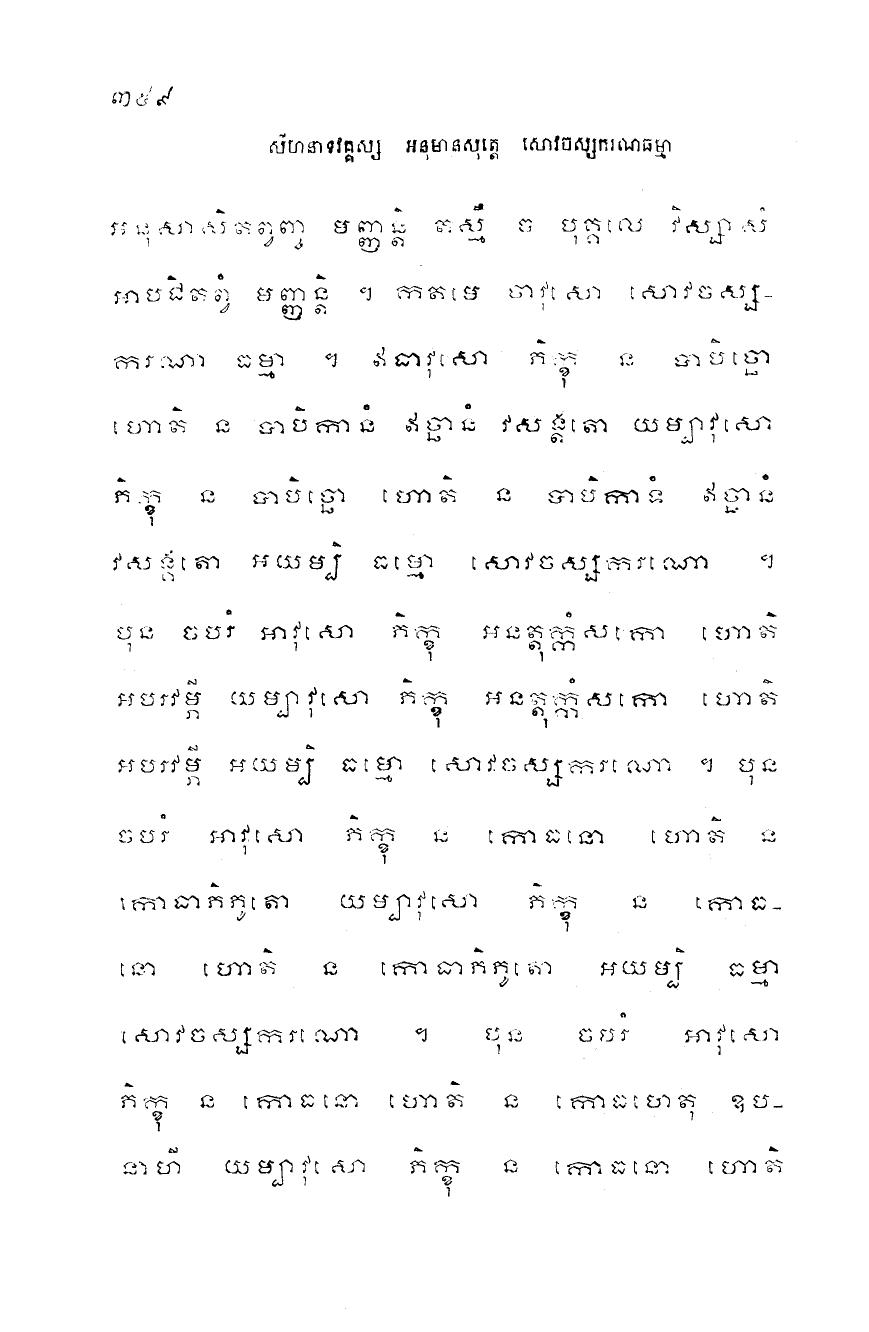 ៣៥៩
សីហនាទវគ្គស្ស អនុមានសុត្តេ សោវចស្សករណធម្មា
អនុសាសិតព្វញ្ច មញ្ញន្តិ តស្មឹ ច បុគ្គលេ វិស្សាសំ
អាបជិតព្វំ មញ្ញន្តិ ។ កតមេ ចាវុសោ សោវចស្ស-
ករណា ធម្មា ។ ឥធាវុសោ ភិក្ខុ ន បាបិច្ឆោ
ហោតិ ន បាបិកានំ ឥច្ឆានំ វសង្គតោ យម្បាវុសោ
ភិក្ខុ ន បាបិច្ឆោ ហោតិ ន បាបិកានំ ឥច្ឆានំ
វសង្គតោ អយម្បិ ធម្មោ សោវចស្សករណោ ។
បុន ចបរំ អាវុសោ ភិក្ខុ អនត្តុក្កំសកោ ហោតិ
អបរវម្ភី យម្បាវុសោ ភិក្ខុ អនត្តុក្កំសកោ ហោតិ
អបរវម្ភី អយម្បិ ធម្មោ សោវចស្សករណោ ។ បុន
ចបរំ អាវុសោ ភិក្ខុ ន កោធនោ ហោតិ ន
កោធាភិភូតោ យម្បាវុសោ ភិក្ខុ ន កោធ-
នោ ហោតិ ន កោធាភិភូតោ អយម្បិ ធម្មា
សោវចស្សករណោ ។ បុន ចបរំ អាវុសោ
ភិក្ខុ ន កោធនោ ហោតិ ន កោធហេតុ ឧប-
នាហី យម្បាវុសោ ភិក្ខុ ន កោធនោ ហោតិ